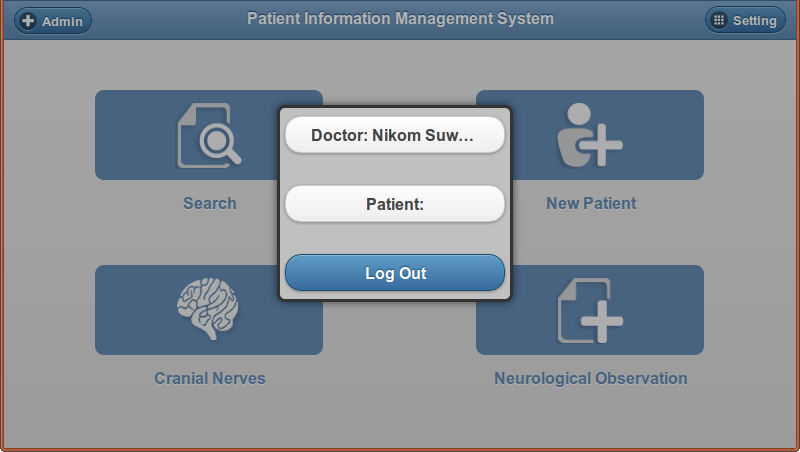 Admin
Patient Information Management System
Setting
Doctor: Nikom Suw...
Search
Patient:
New Patient
Log Out
Cranial Nerves
Neurological Observation